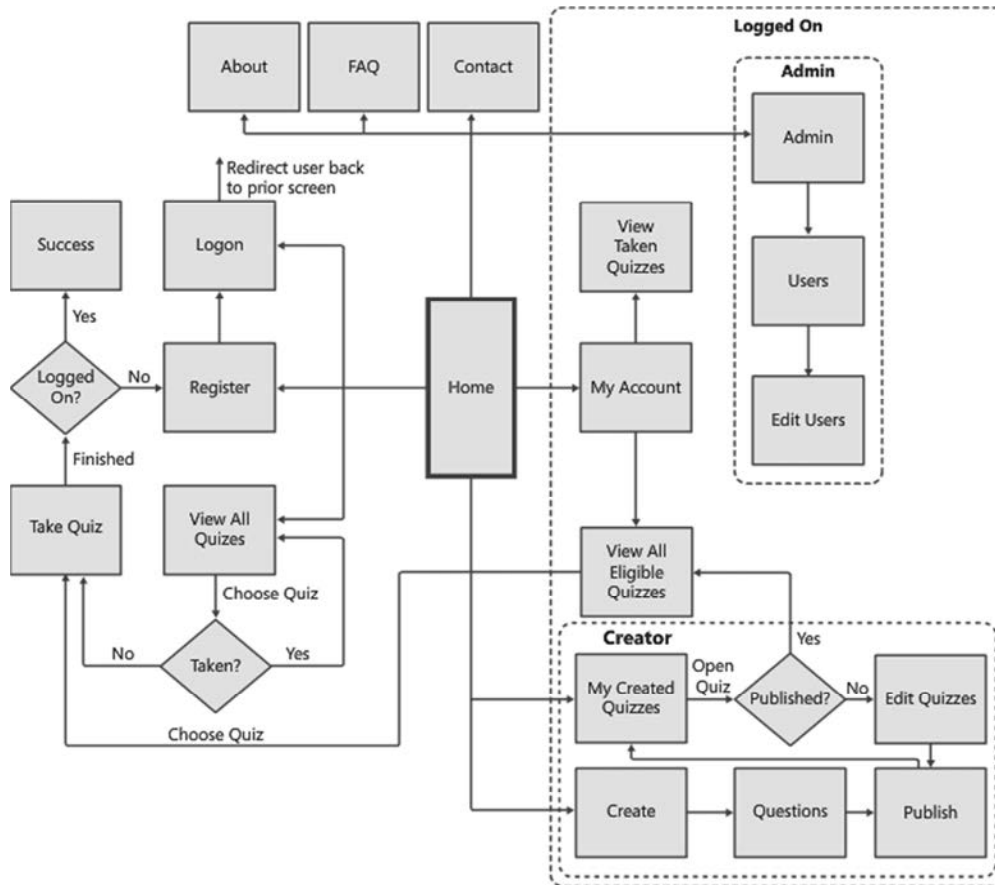 Logged On
About
FAQ
Contact
Admin
Admin
Redirect user back
to prior screen
Success
Logon
View
Taken
Quizzes
Users
Yes
Logged
On?
No
Register
Home
My Account
Edit Users
Finished
Take Quiz
View All
Quizes
View All
Eligible
Quizzes
Choose Quiz
No
Taken?
Yes
Creator
Yes
My Created
Quizzes
Open
Quiz
Published?
No
Edit Quizzes
Choose Quiz
Create
Questions
Publish